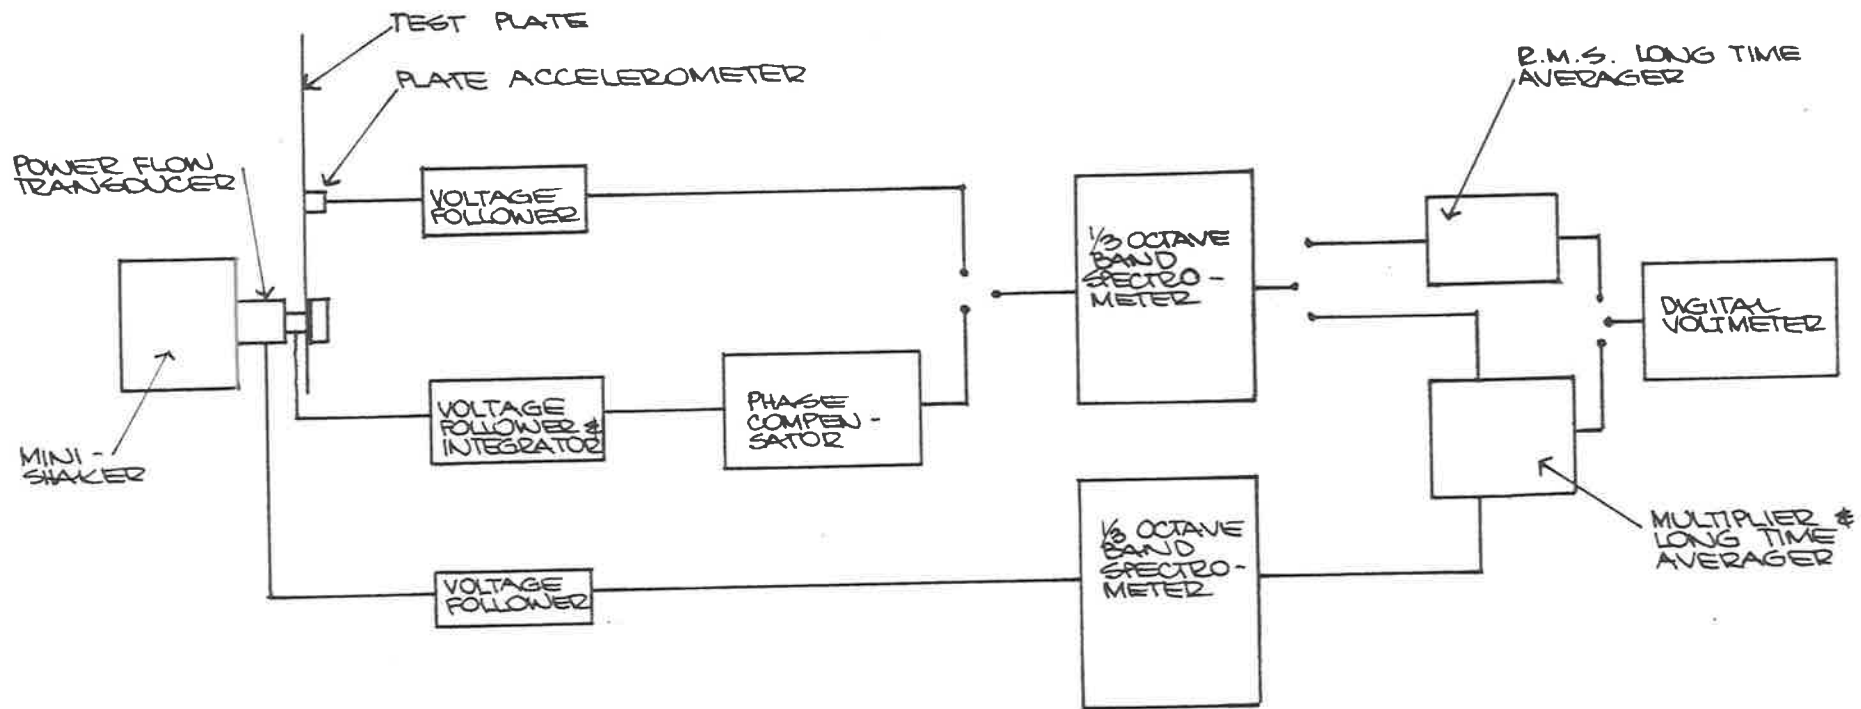 TEST PLATE
PLATE ACCELEROMETER
R.M.S. LONG TIME
AVERAGER
POWER FLOW
TRANSDUCER
VOLTAGE
FOLLOWER
1/3 OCTAVE
BAND
SPECTRO-
METER
DIGITAL
VOLTMETER
MINI-
SHAKER
VOLTAGE
FOLLOWER &
INTEGRATOR
PHASE
COMPEN-
SATOR
MULTIPLIER &
LONG TIME
AVERAGER
VOLTAGE
FOLLOWER
1/3 OCTAVE
BAND
SPECTRO-
METER